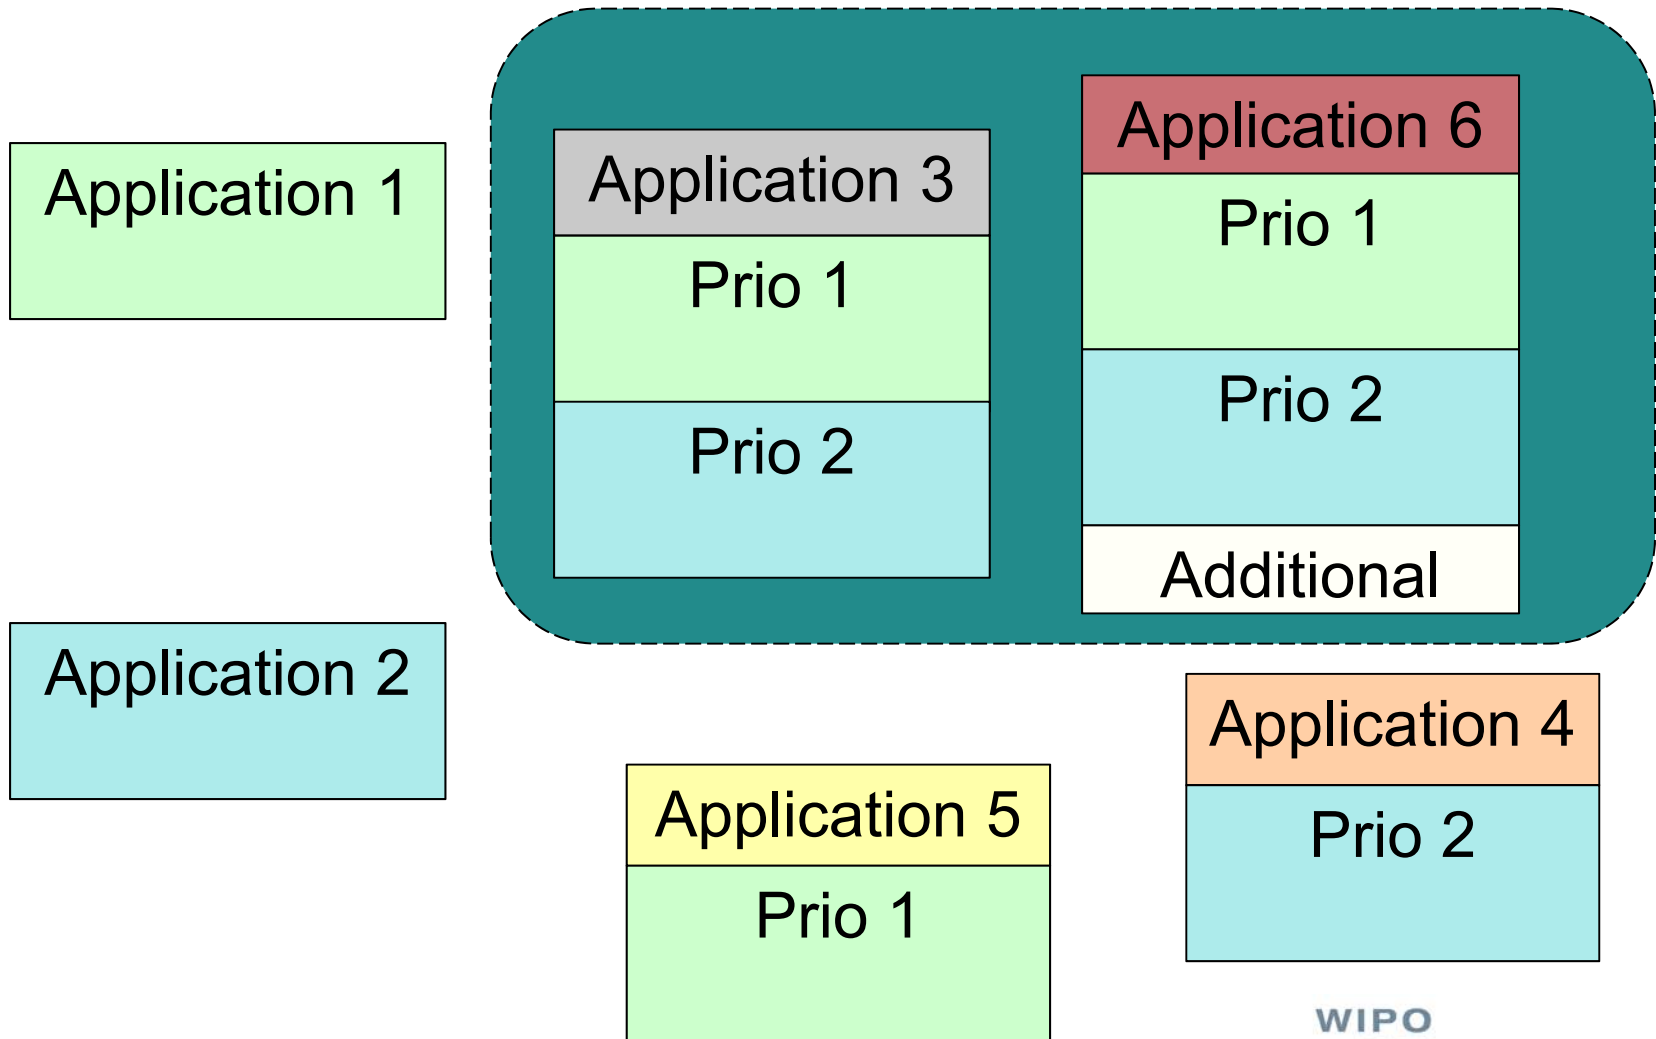 Application 1
Application 2
Application 3
Prio 1
Prio 2
Application 6
Prio 1
Prio 2
Additional
Application 5
Prio 1
Application 4
Prio 2
WIPO